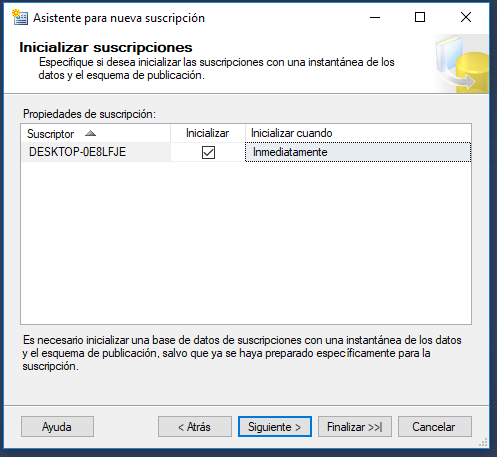 Asistente para nueva suscripción
Inicializar suscripciones
Especifique si desea inicializar las suscripciones con una instantánea de los
datos y el esquema de publicación.
Propiedades de suscripción:
Suscriptor Inicializar Inicializar cuando
DESKTOP-0E8LFJE Inmediatamente
Es necesario inicializar una base de datos de suscripciones con una instantánea de los datos
y el esquema de publicación, salvo que ya se haya preparado específicamente para la
suscripción.
Ayuda < Atrás Siguiente > Finalizar >>| Cancelar